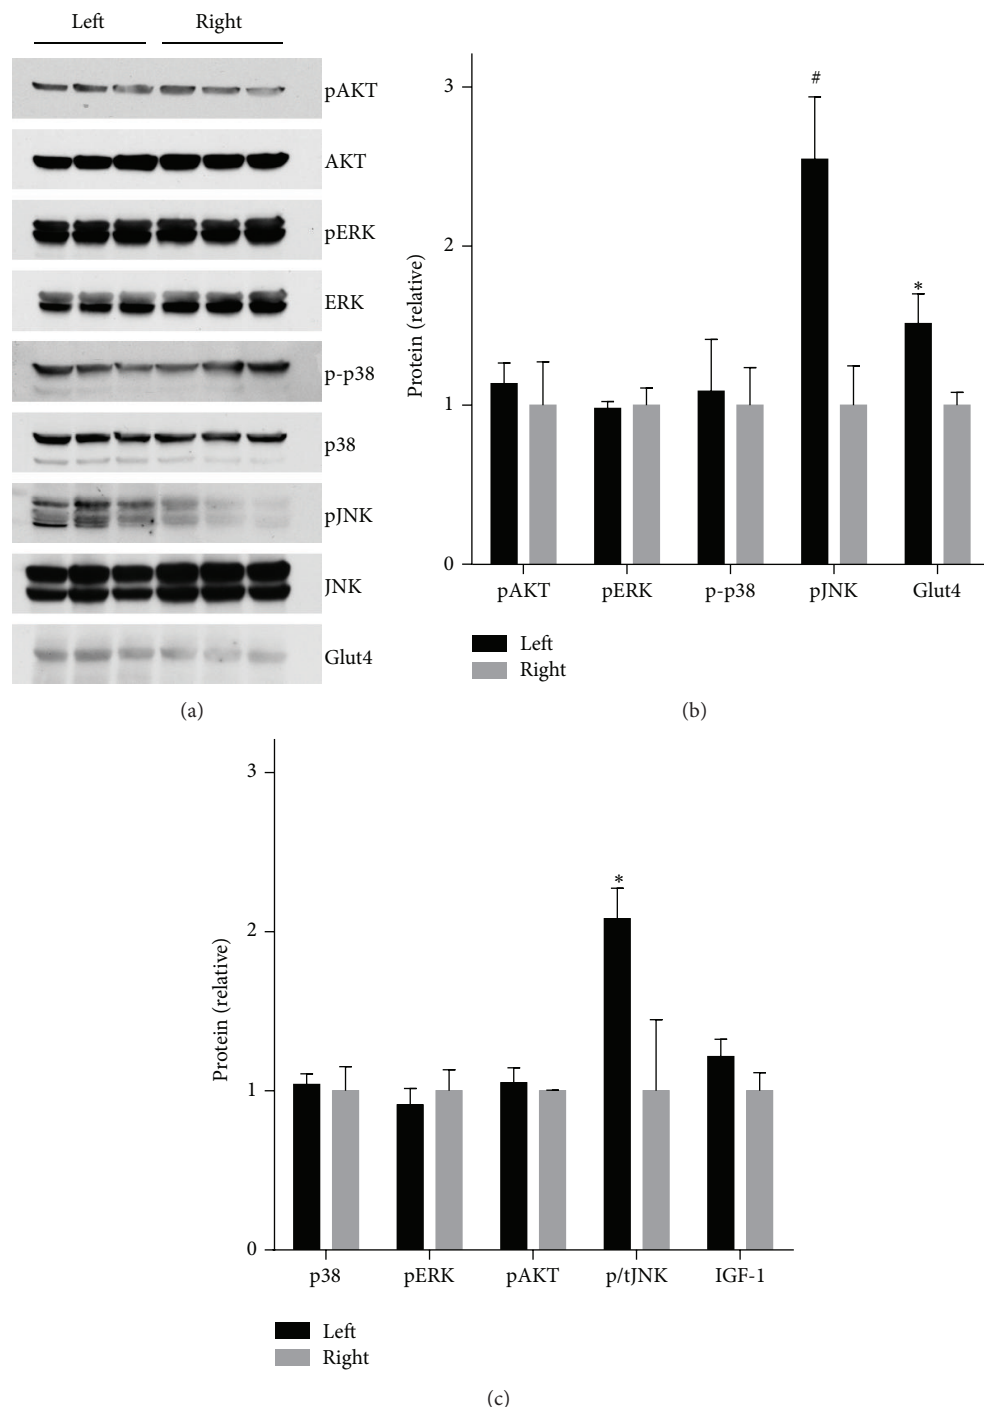 Left Right
pAKT
AKT
pERK
ERK
p-p38
p38
pJNK
JNK
Glut4
(a)
Protein (relative)
3
2
1
0
#
*
pAKT pERK p-p38 pJNK Glut4
Left
Right
(b)
Protein (relative)
3
2
1
0
*
p38 pERK pAKT p/tJNK IGF-1
Left
Right
(c)